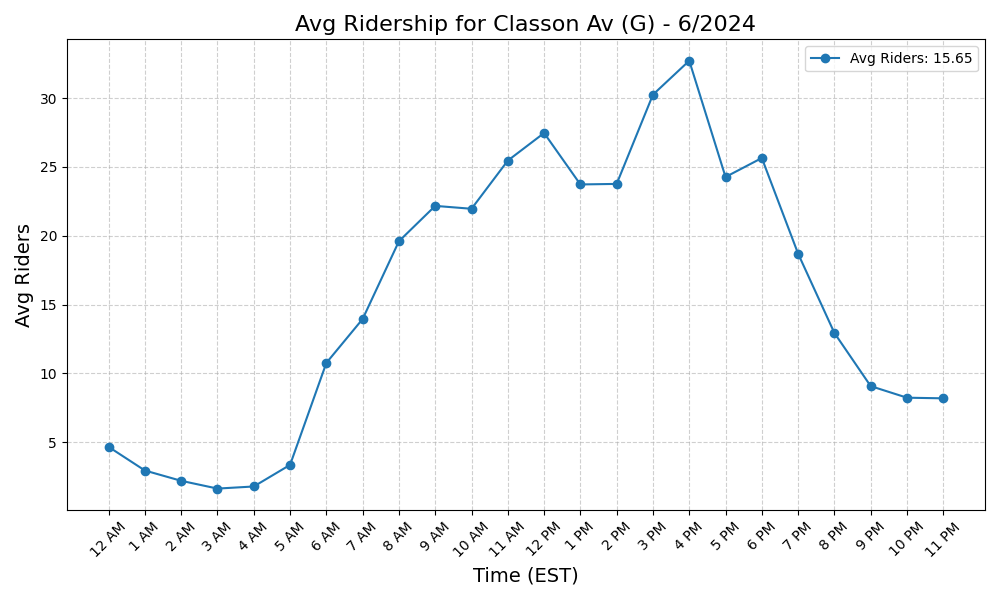 Avg Ridership for Classon Av (G) - 6/2024
Avg Riders: 15.65
Avg Riders
30
25
20
15
10
5
12 AM
1 AM
2 AM
3 AM
4 AM
5 AM
6 AM
7 AM
8 AM
9 AM
10 AM
11 AM
12 PM
1 PM
2 PM
3 PM
4 PM
5 PM
6 PM
7 PM
8 PM
9 PM
10 PM
11 PM
Time (EST)